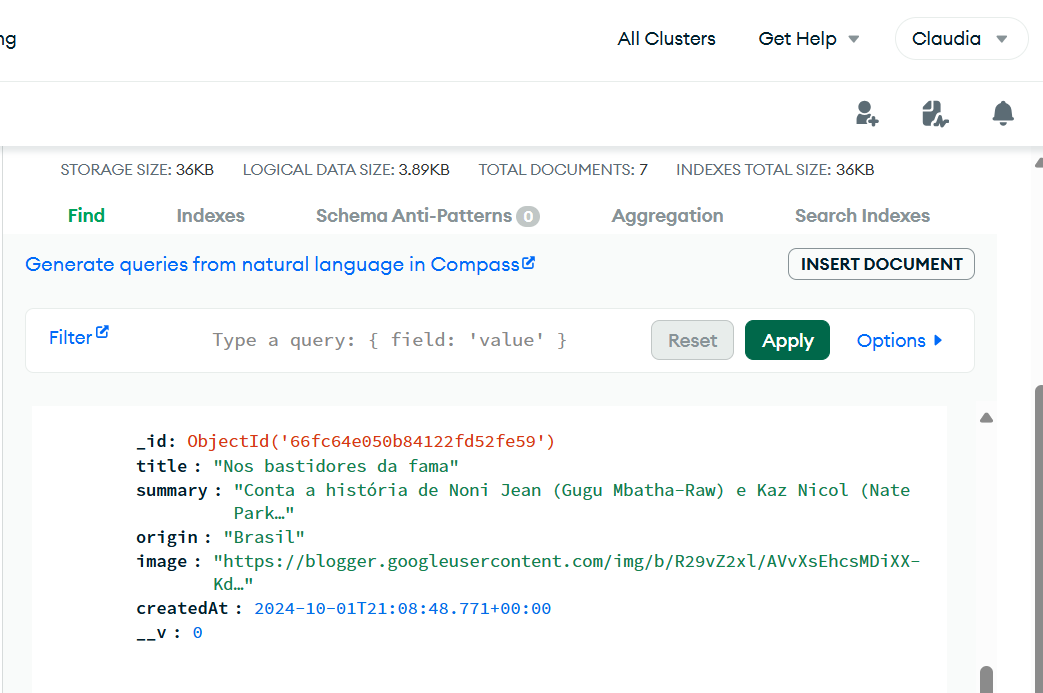 ng
All Clusters Get Help Claudia
STORAGE SIZE: 36KB LOGICAL DATA SIZE: 3.89KB TOTAL DOCUMENTS: 7 INDEXES TOTAL SIZE: 36KB
Find Indexes Schema Anti-Patterns 0 Aggregation Search Indexes
Generate queries from natural language in Compass INSERT DOCUMENT
Filter Type a query: { field: 'value' } Reset Apply Options
_id: ObjectId('66fc64e050b84122fd52fe59')
title : "Nos bastidores da fama"
summary : "Conta a história de Noni Jean (Gugu Mbatha-Raw) e Kaz Nicol (Nate
Park…"
origin : "Brasil"
image : "https://blogger.googleusercontent.com/img/b/R29vZ2xl/AVvXsEhcsMDiXX-
Kd…"
createdAt : 2024-10-01T21:08:48.771+00:00
__v : 0